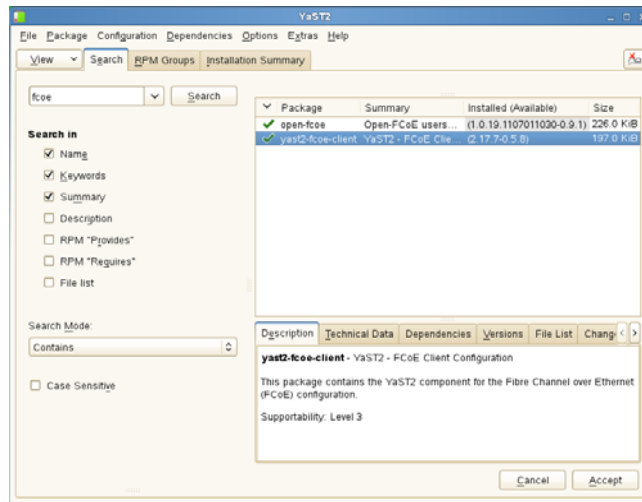 YaST2
File Package Configuration Dependencies Options Extras Help
View Search RPM Groups Installation Summary
fcoe Search
Search in
Name
Keywords
Summary
Description
RPM "Provides"
RPM "Requires"
File list
Search Mode:
Contains
Case Sensitive
Package Summary Installed (Available) Size
open-fcoe Open-FCoE users... (1.0.19.1107011030-0.9.1) 226.0 KiB
yast2-fcoe-client YaST2 - FCoE Clie... (2.17.7-0.5.8) 197.0 KiB
Description Technical Data Dependencies Versions File List Chang
yast2-fcoe-client - YaST2 - FCoE Client Configuration
This package contains the YaST2 component for the Fibre Channel over Ethernet
(FCoE) configuration.
Supportability: Level 3
Cancel Accept